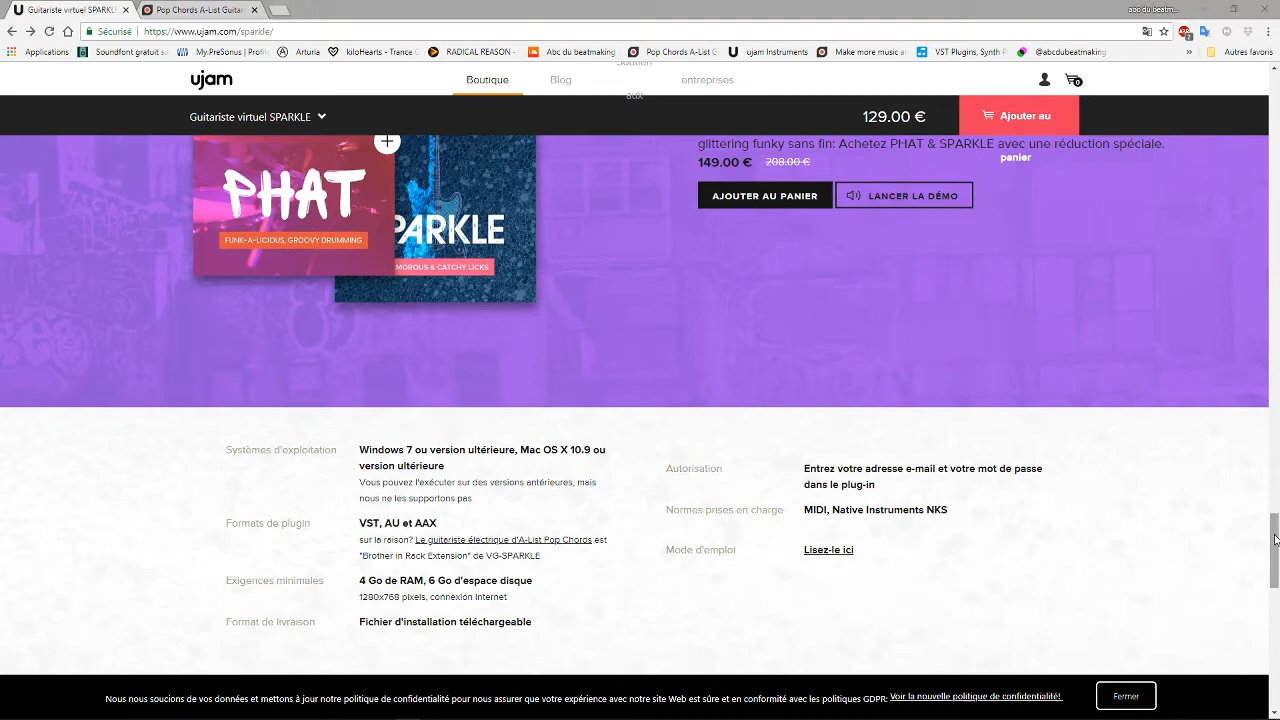 Guitariste virtuel SPARKL
Pop Chords A-List Guitar
abc du beatm...
Sécurisé
https://www.ujam.com/sparkle/
Applications
Soundfont gratuit s
My.PreSonus | Profil
Arturia
kiloHearts - Trance G
RADICAL REASON -
Abc du beatmaking
Pop Chords A-List G
ujam Instruments
Make more music a
VST Plugins, Synth P
@abcdubeatmaking
»
Autres favoris
ujam
Boutique
Blog
Soutien
aux
entreprises
0
Guitariste virtuel SPARKLE
129.00 €
Ajouter au
panier
PHAT
FUNK-A-LICIOUS, GROOVY DRUMMING
PARKLE
MOROUS & CATCHY LICKS
glittering funky sans fin: Achetez PHAT & SPARKLE avec une réduction spéciale.
149.00 € 208.00 €
AJOUTER AU PANIER
LANCER LA DÉMO
Systèmes d'exploitation
Windows 7 ou version ultérieure, Mac OS X 10.9 ou
version ultérieure
Vous pouvez l'exécuter sur des versions antérieures, mais
nous ne les supportons pas
Formats de plugin
VST, AU et AAX
sur la raison? Le guitariste électrique d'A-List Pop Chords est
"Brother in Rack Extension" de VG-SPARKLE
Exigences minimales
4 Go de RAM, 6 Go d'espace disque
1280x768 pixels, connexion Internet
Format de livraison
Fichier d'installation téléchargeable
Autorisation
Entrez votre adresse e-mail et votre mot de passe
dans le plug-in
Normes prises en charge
MIDI, Native Instruments NKS
Mode d'emploi
Lisez-le ici
Nous nous soucions de vos données et mettons à jour notre politique de confidentialité pour nous assurer que votre expérience avec notre site Web est sûre et en conformité avec les politiques GDPR: Voir la nouvelle politique de confidentialité!
Fermer